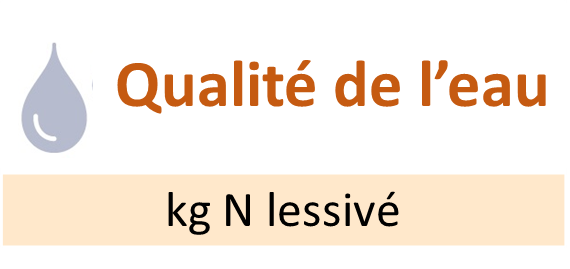 Qualité de l’eau
kg N lessivé